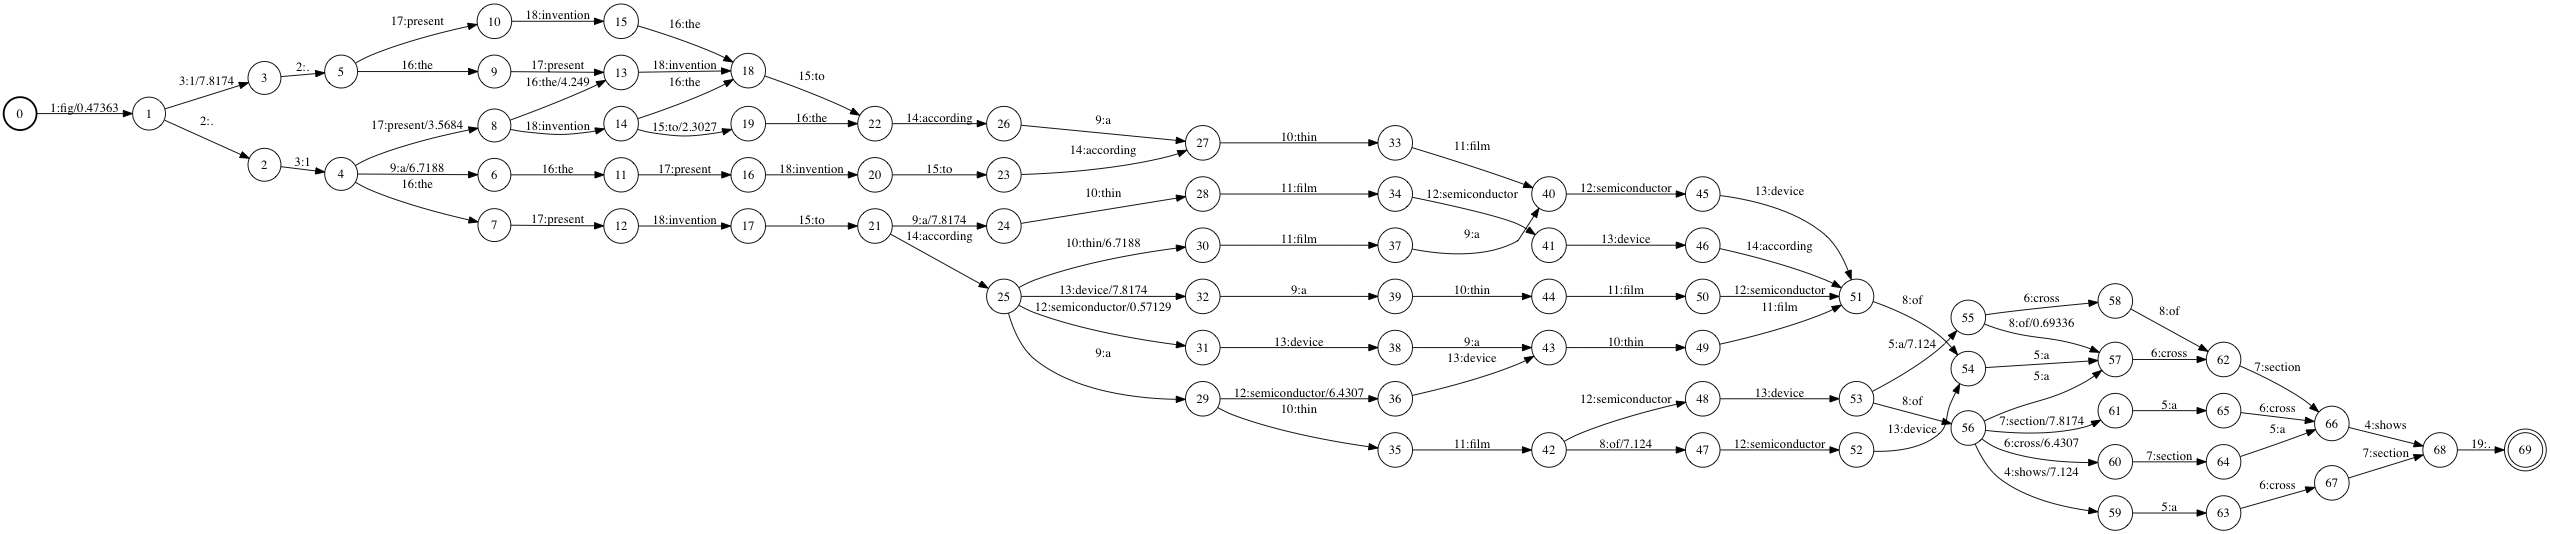 0 1:fig/0.47363 1
3:1/7.8174 3 2:. 5
2:. 2 3:1 4
17:present 10 18:invention 15 16:the
16:the 9 17:present 13 18:invention 18 15:to
17:present/3.5684 8 16:the/4.249
18:invention 14 16:the
15:to/2.3027 19 16:the 22 14:according 26 9:a 27 10:thin 33 11:film
9:a/6.7188 6 16:the 11 17:present 16 18:invention 20 15:to 23 14:according
16:the 7 17:present 12 18:invention 17 15:to 21
9:a/7.8174 24 10:thin 28 11:film 34 12:semiconductor
14:according 25
40 12:semiconductor 45 13:device
10:thin/6.7188 30 11:film 37 9:a
41 13:device 46 14:according
13:device/7.8174 32 9:a 39 10:thin 44 11:film 50 12:semiconductor 51 8:of
12:semiconductor/0.57129 31 13:device 38 9:a 43 10:thin 49 11:film
9:a 29 12:semiconductor/6.4307 36 13:device
10:thin 35 11:film 42
12:semiconductor 48 13:device 53 5:a/7.124
8:of/7.124 47 12:semiconductor 52 13:device
55 6:cross 58 8:of
8:of/0.69336
54 5:a 57 6:cross 62 7:section
8:of 56 5:a
7:section/7.8174 61 5:a 65 6:cross 66 4:shows
6:cross/6.4307 60 7:section 64 5:a
4:shows/7.124 59 5:a 63 6:cross 67 7:section
68 19:. 69